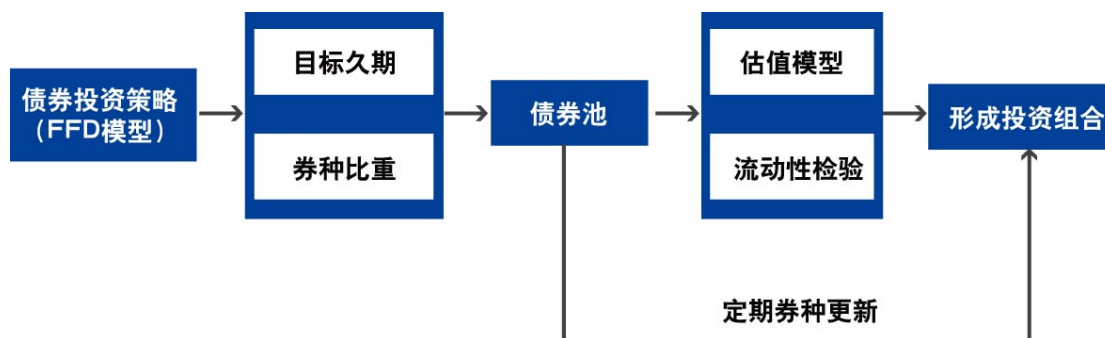 债券投资策略
（FFD模型）
目标久期
券种比重
债券池
估值模型
流动性检验
形成投资组合
定期券种更新